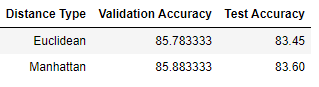 Distance Type Validation Accuracy Test Accuracy
Euclidean 85.783333 83.45
Manhattan 85.883333 83.60